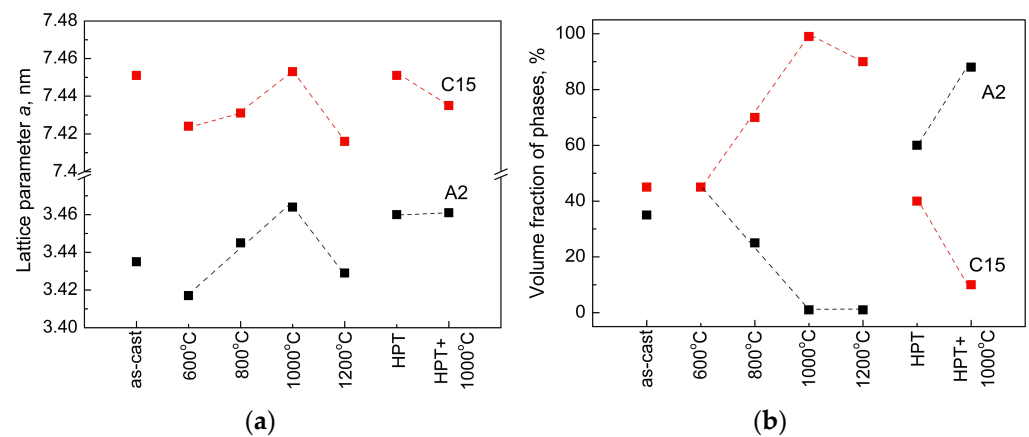 Lattice parameter a, nm
7.48
7.46
7.44
7.42
7.4
3.46
3.44
3.42
3.40
C15
A2
as-cast
600°C
800°C
1000°C
1200°C
HPT
HPT+
1000°C
(a)
Volume fraction of phases, %
100
80
60
40
20
0
A2
C15
as-cast
600°C
800°C
1000°C
1200°C
HPT
HPT+
1000°C
(b)